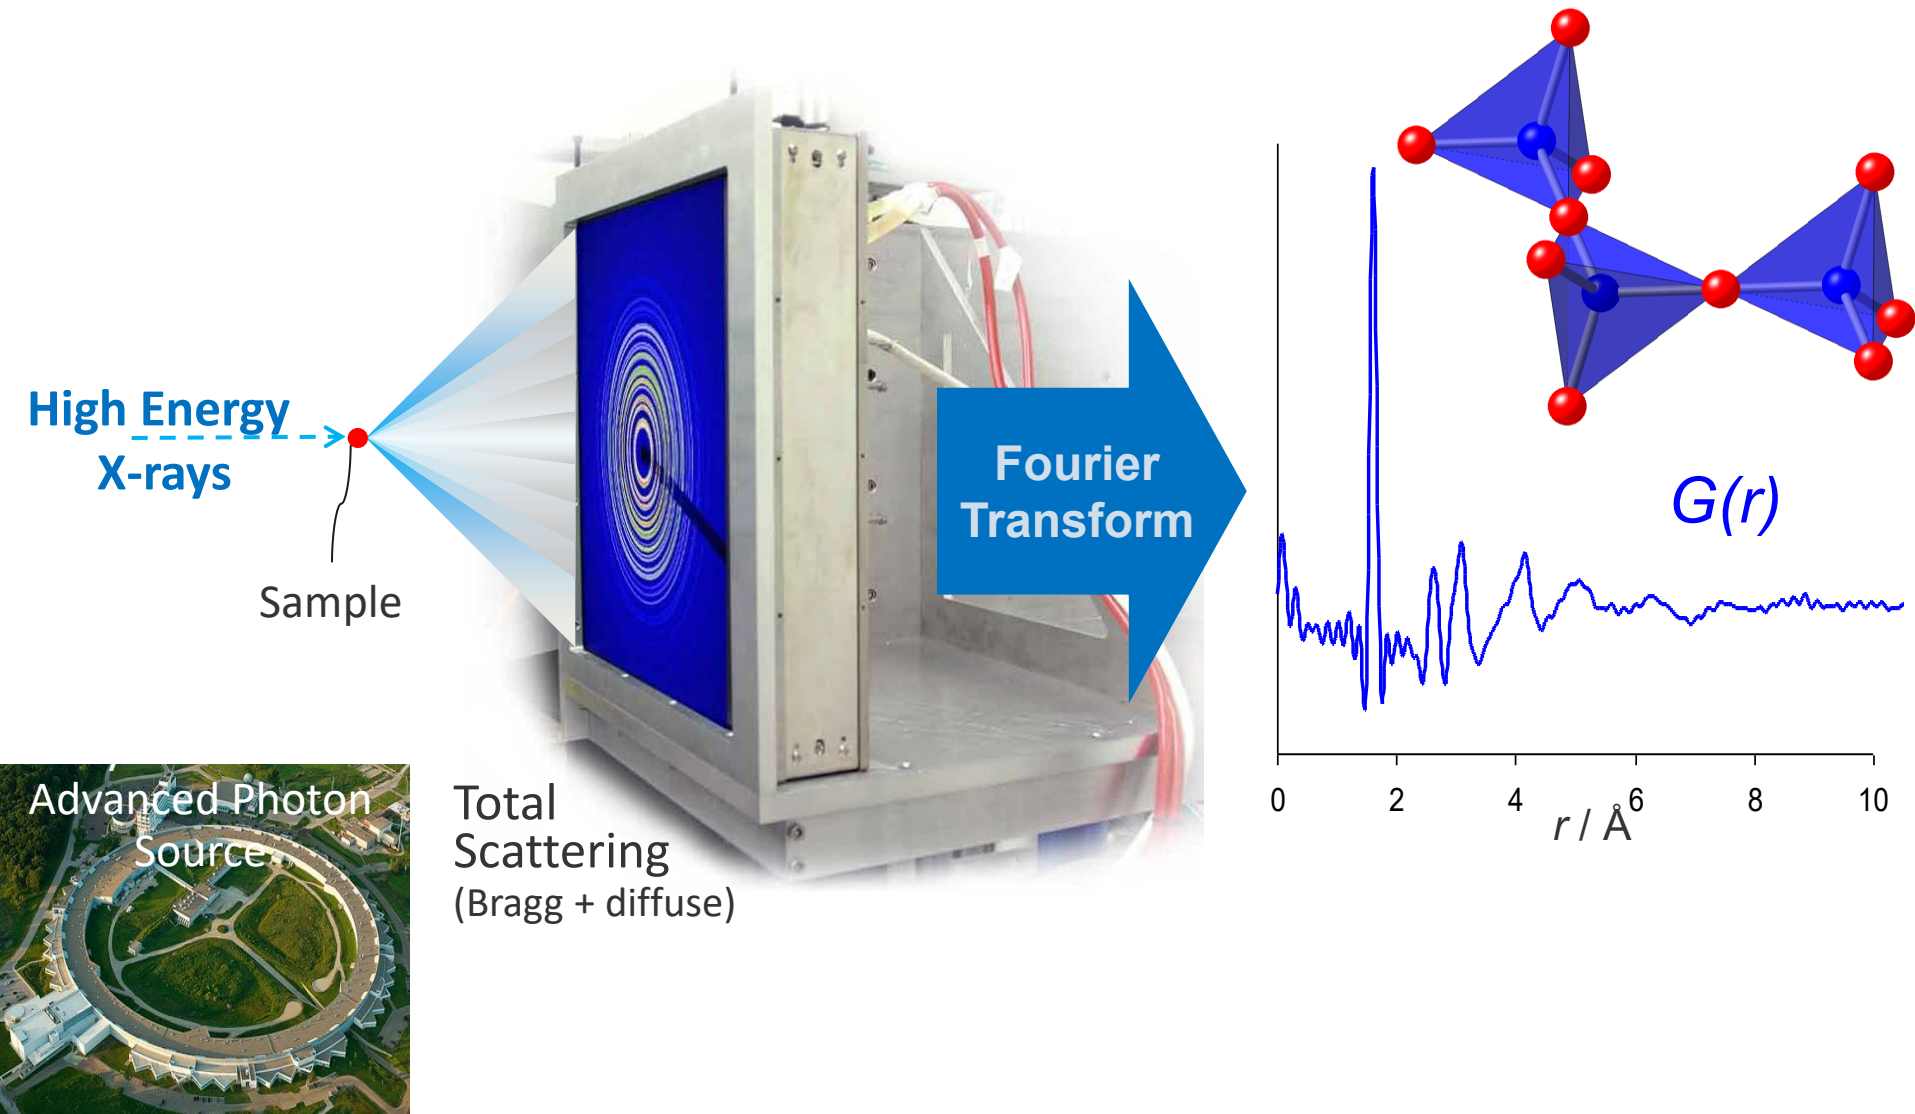 High Energy
X-rays
Sample
Advanced Photon
Source
Total
Scattering
(Bragg + diffuse)
Fourier
Transform
G(r)
0 2 4 6 8 10
r / Å